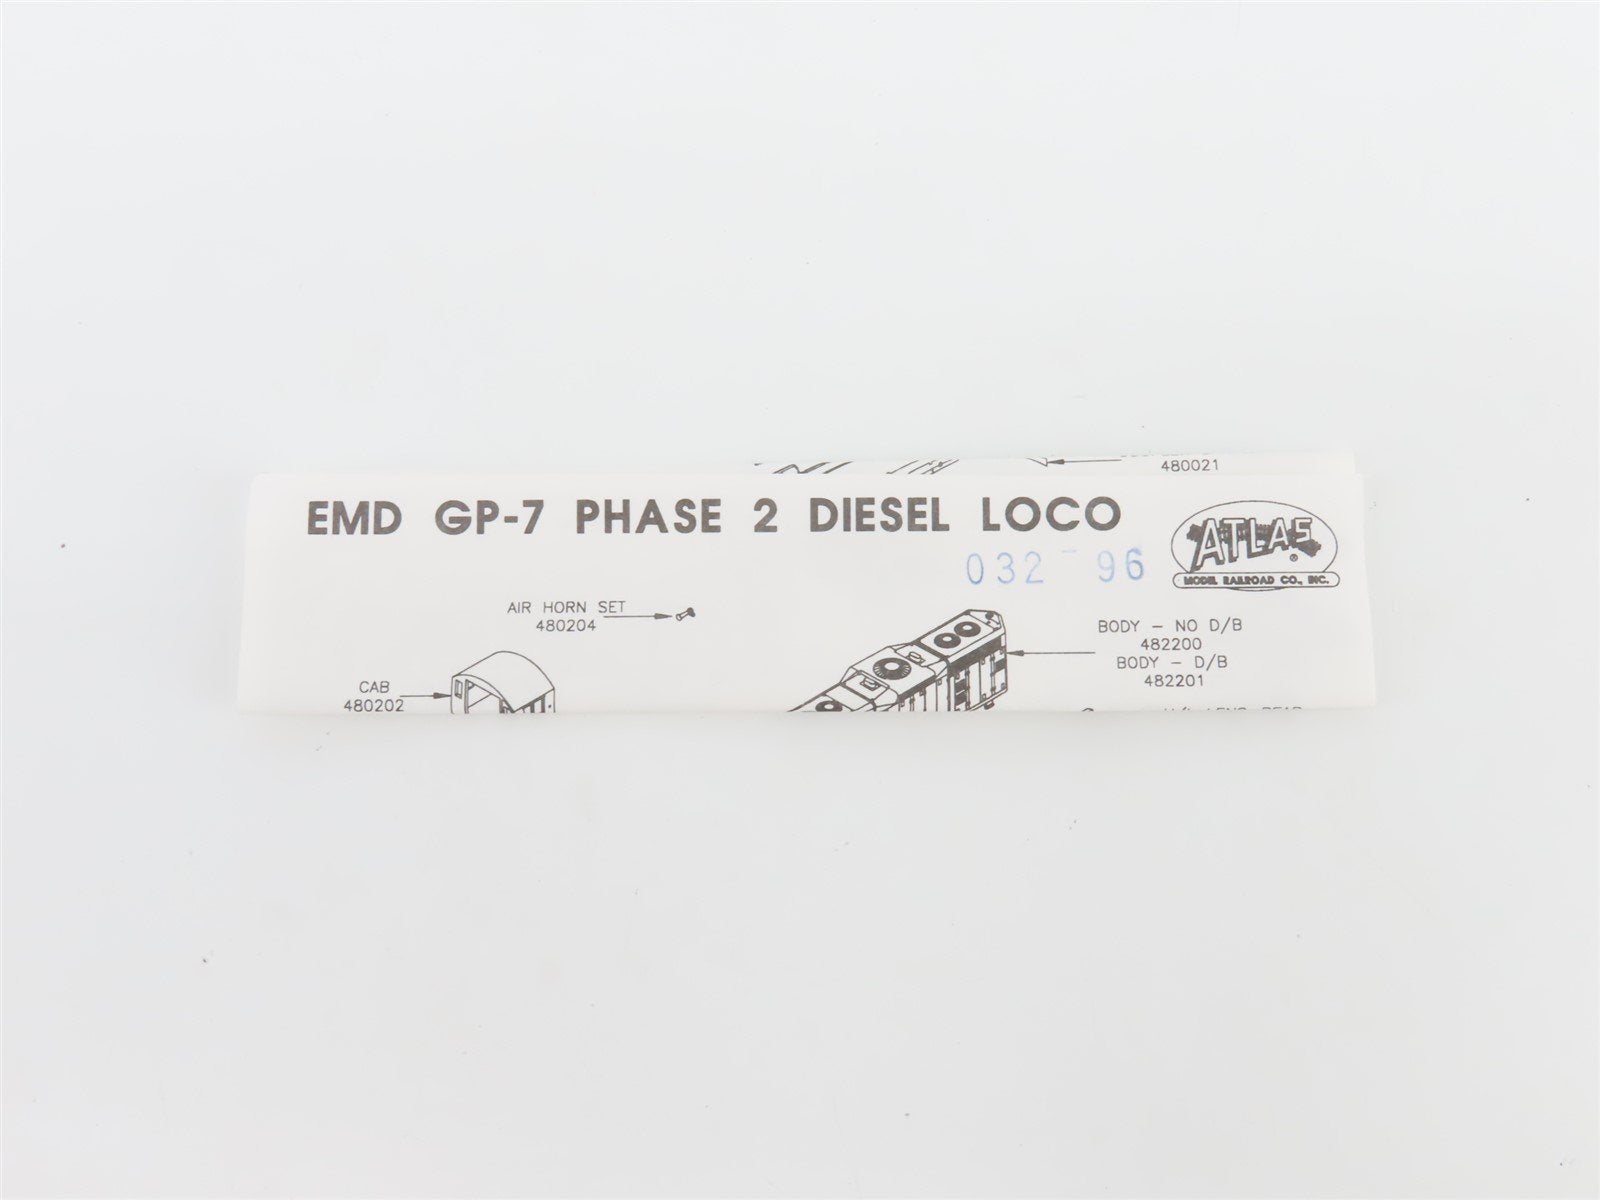 480021
EMD GP-7 PHASE 2 DIESEL LOCO
ATLAS
®
MODEL RAILROAD CO., INC.
032-96
AIR HORN SET
480204
BODY - NO D/B
482200
BODY - D/B
482201
CAB
480202